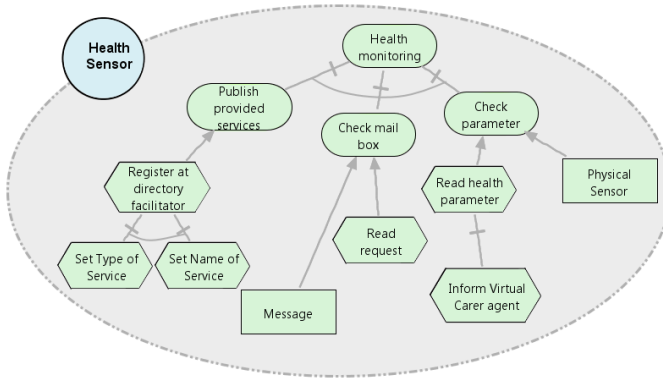 Health
Sensor
Health
monitoring
Publish
provided
services
Check mail
box
Check
parameter
Register at
directory
facilitator
Read health
parameter
Physical
Sensor
Set Type of
Service
Set Name of
Service
Read
request
Message
Inform Virtual
Carer agent